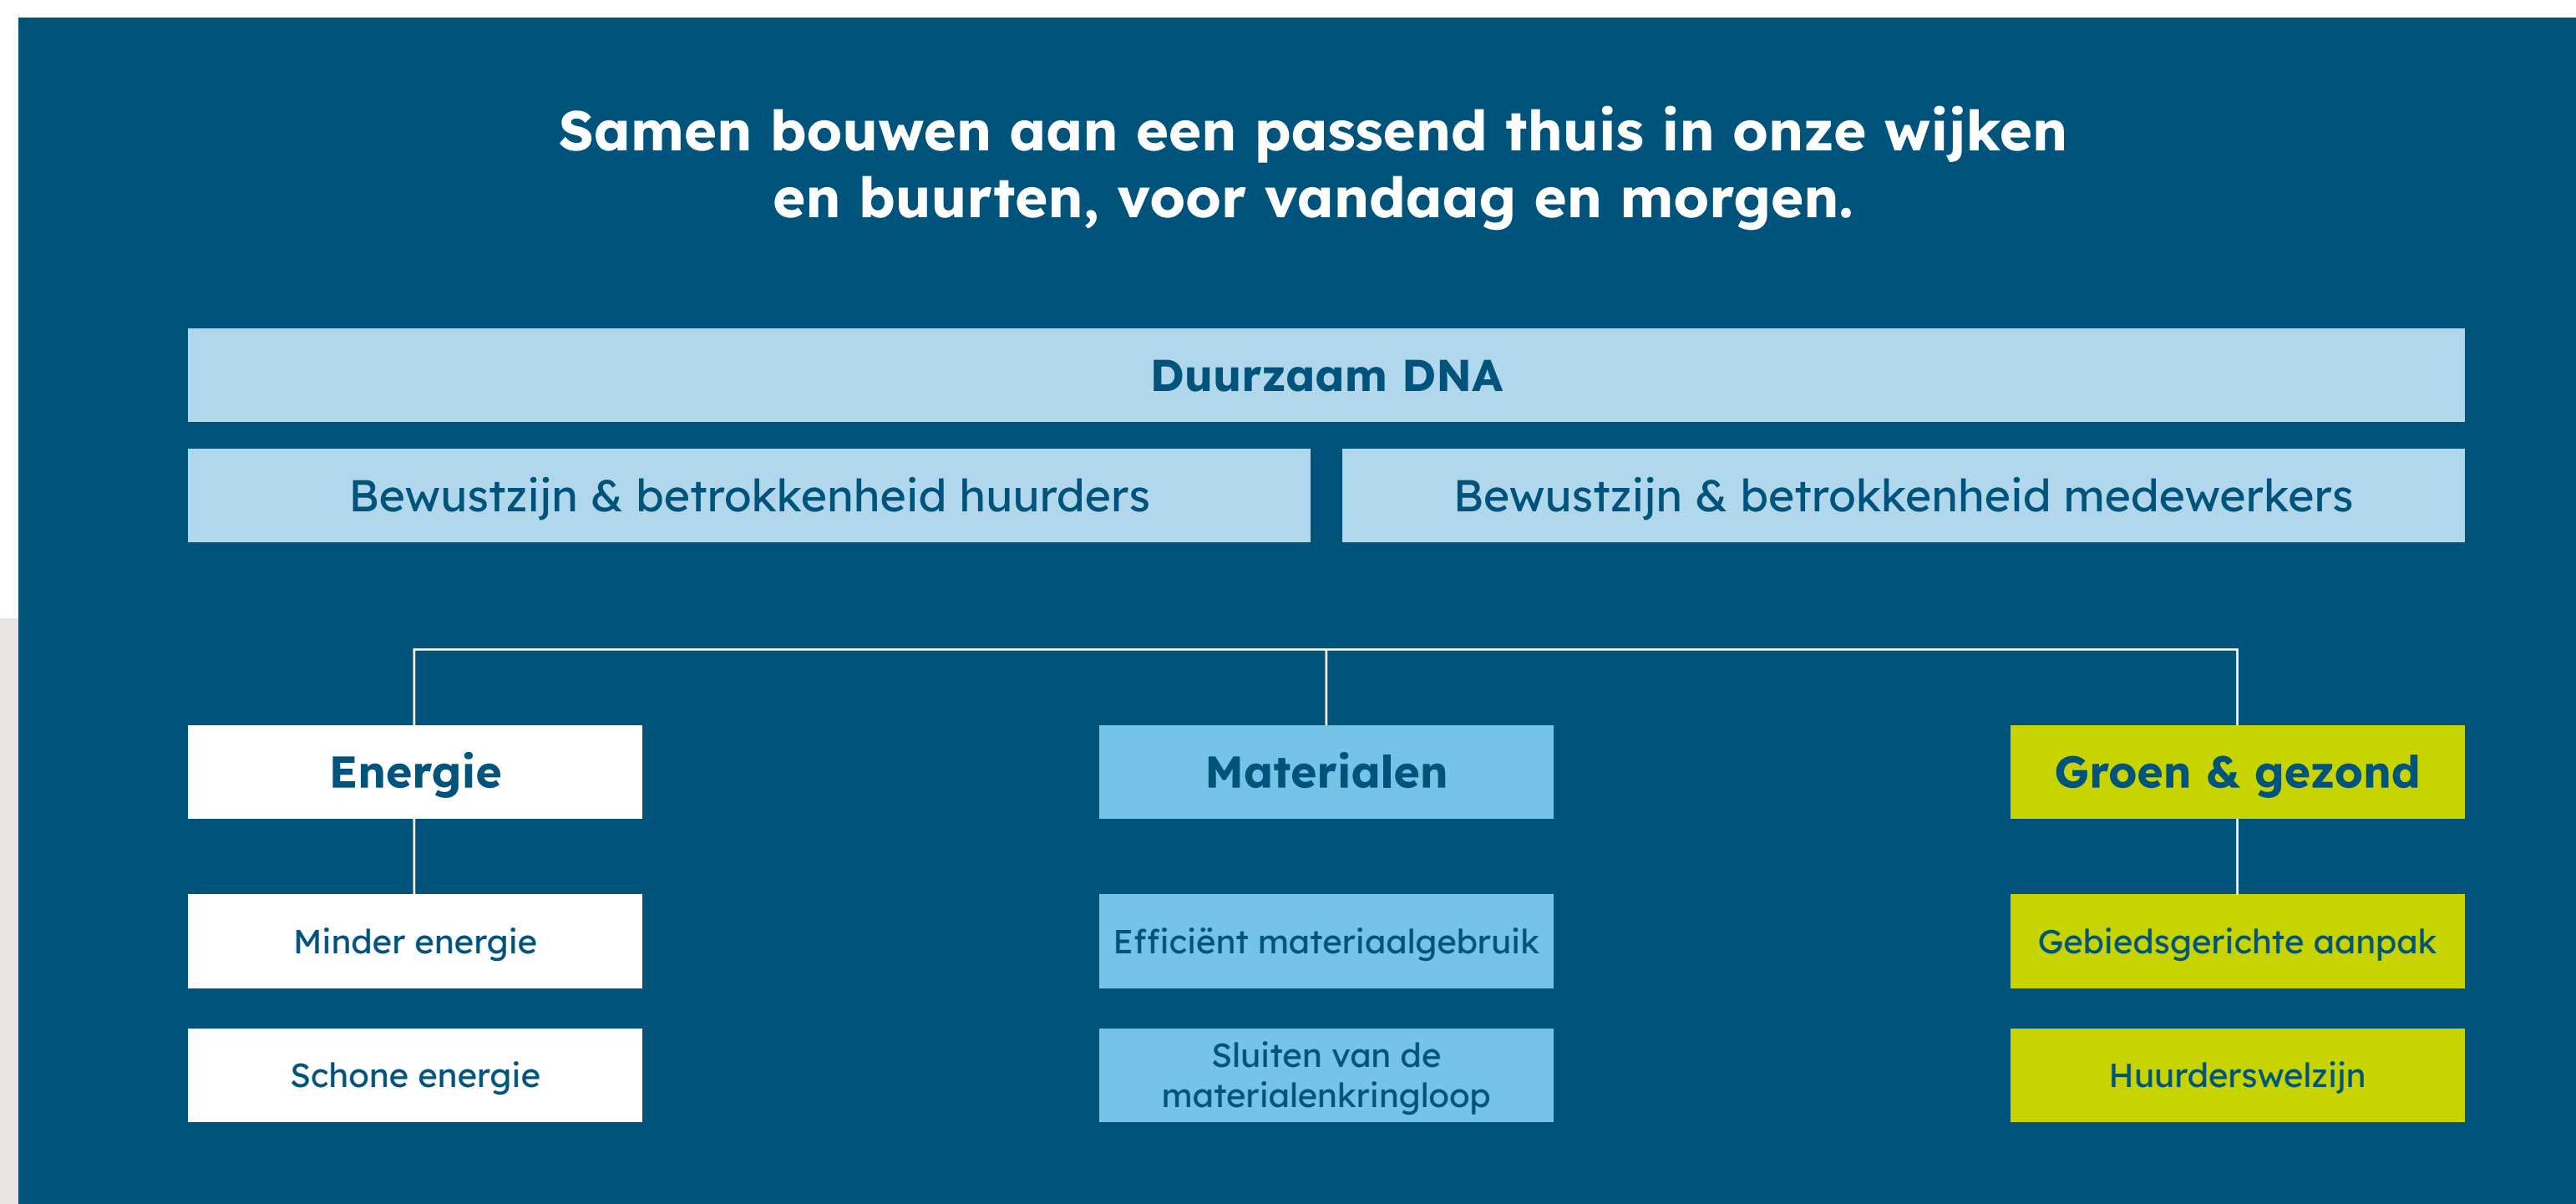 Samen bouwen aan een passend thuis in onze wijken
en buurten, voor vandaag en morgen.
Duurzaam DNA
Bewustzijn & betrokkenheid huurders
Bewustzijn & betrokkenheid medewerkers
Energie
Materialen
Groen & gezond
Minder energie
Efficiënt materiaalgebruik
Gebiedsgerichte aanpak
Schone energie
Sluiten van de
materialenkringloop
Huurderswelzijn